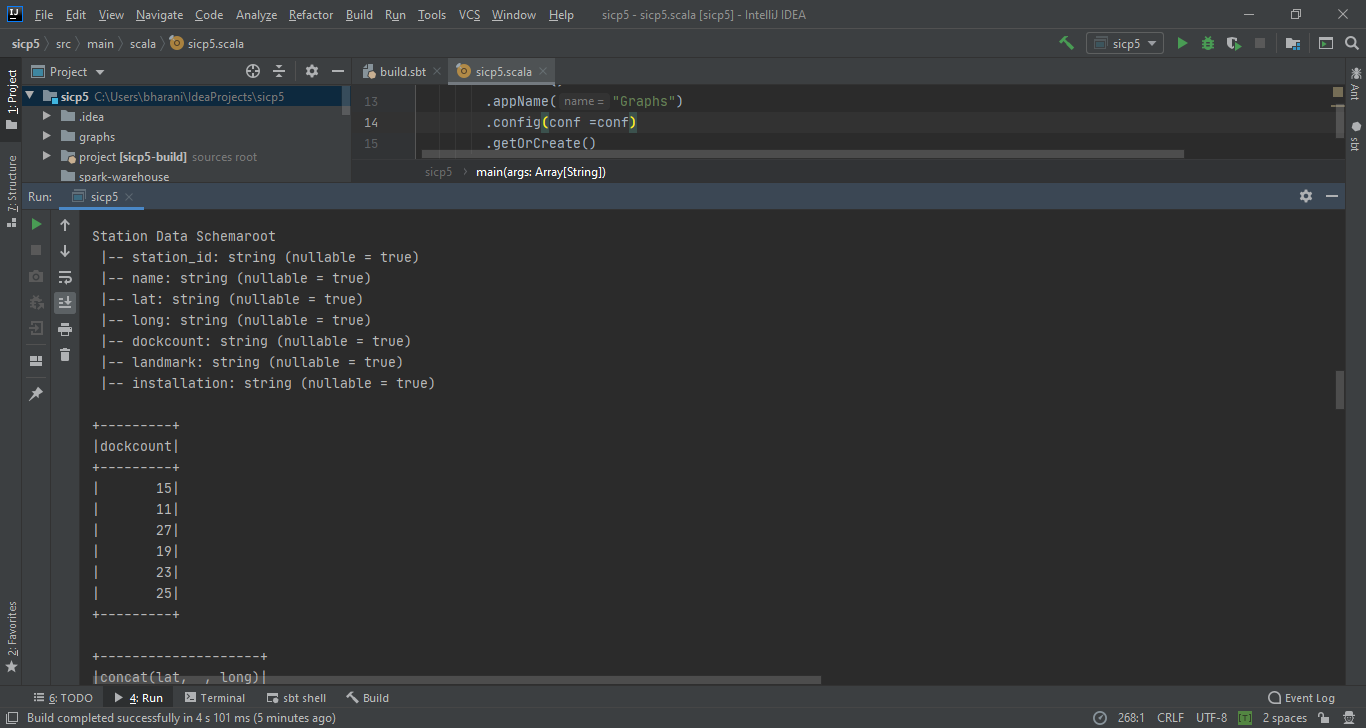 File Edit View Navigate Code Analyze Refactor Build Run Tools VCS Window Help sicp5 - sicp5.scala [sicp5] - IntelliJ IDEA
sicp5 src main scala sicp5.scala sicp5
1: Project
7: Structure
2: Favorites
Project
sicp5 C:\Users\bharani\IdeaProjects\sicp5
.idea
graphs
project [sicp5-build] sources root
spark-warehouse
build.sbt sicp5.scala
13 .appName( name = "Graphs")
14 .config(conf =conf)
15 .getOrCreate()
sicp5 main(args: Array[String])
Ant
sbt
Run: sicp5
Station Data Schemaroot
|-- station_id: string (nullable = true)
|-- name: string (nullable = true)
|-- lat: string (nullable = true)
|-- long: string (nullable = true)
|-- dockcount: string (nullable = true)
|-- landmark: string (nullable = true)
|-- installation: string (nullable = true)
+---------+
|dockcount|
+---------+
|       15|
|       11|
|       27|
|       19|
|       23|
|       25|
+---------+
+--------------------+
|concat(lat,  , long)|
6: TODO 4: Run Terminal sbt shell Build Event Log
Build completed successfully in 4 s 101 ms (5 minutes ago) 268:1 CRLF UTF-8 2 spaces